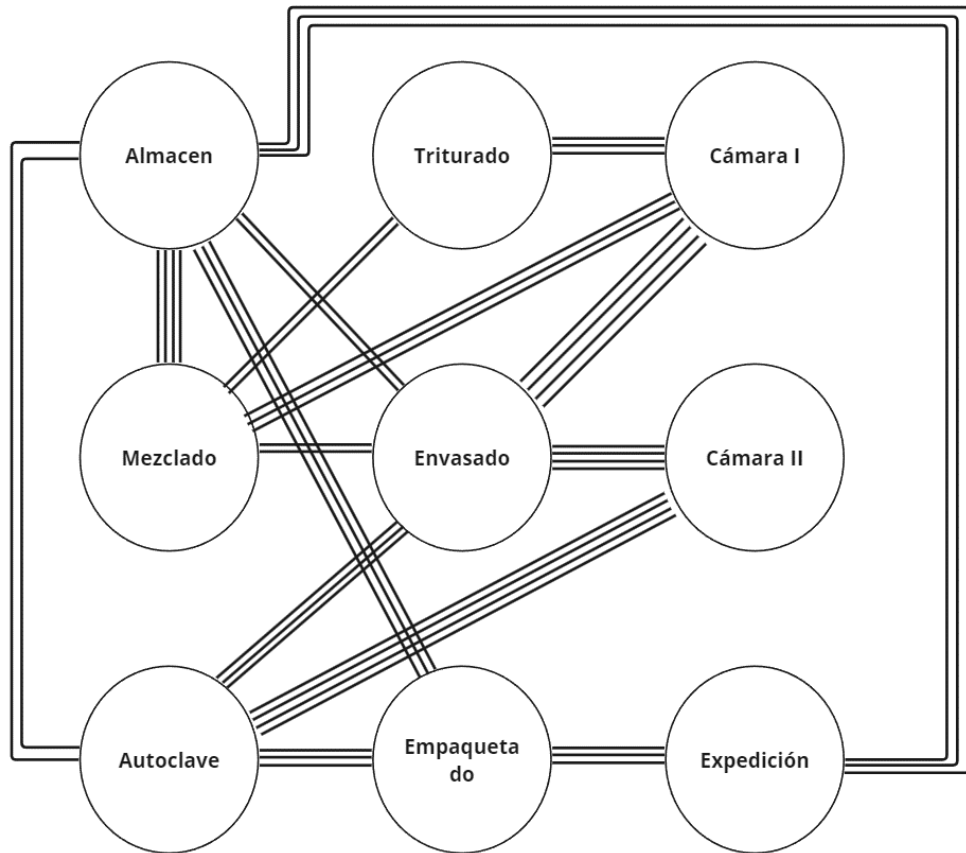 Almacen
Triturado
Cámara I
Mezclado
Envasado
Cámara II
Autoclave
Empaqueta
do
Expedición